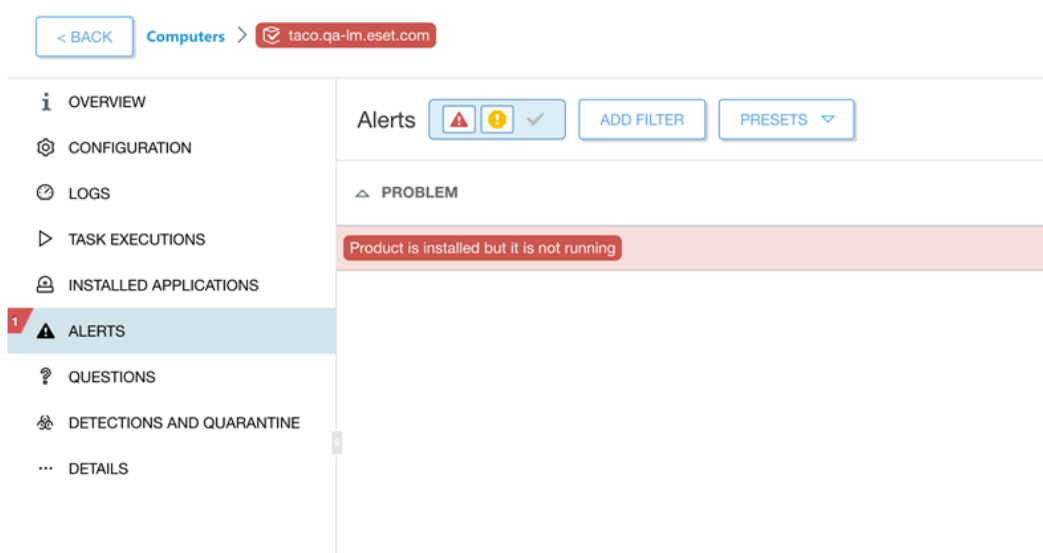 < BACK Computers > taco.qa-lm.eset.com
OVERVIEW
CONFIGURATION
LOGS
TASK EXECUTIONS
INSTALLED APPLICATIONS
1 ALERTS
QUESTIONS
DETECTIONS AND QUARANTINE
DETAILS
Alerts ADD FILTER PRESETS
PROBLEM
Product is installed but it is not running